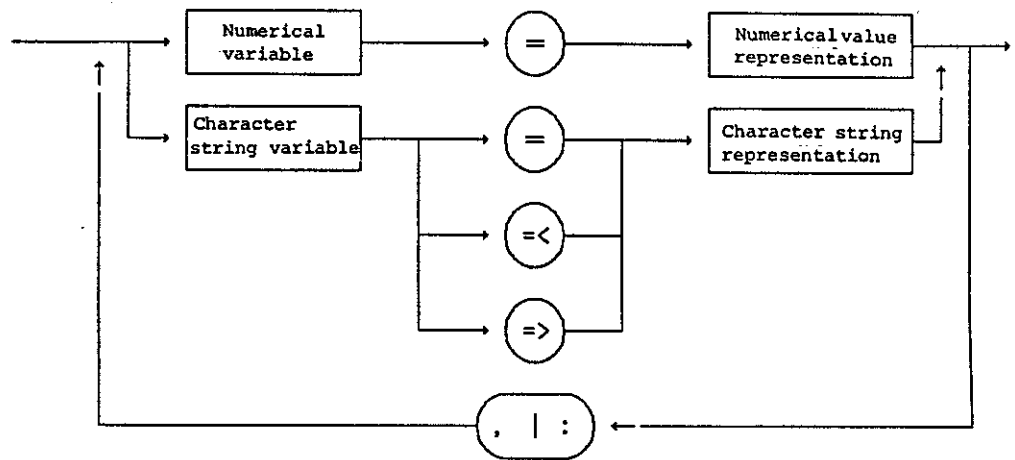 Numerical
variable
=
Numerical value
representation
Character
string variable
=
Character string
representation
=<
=>
, | :